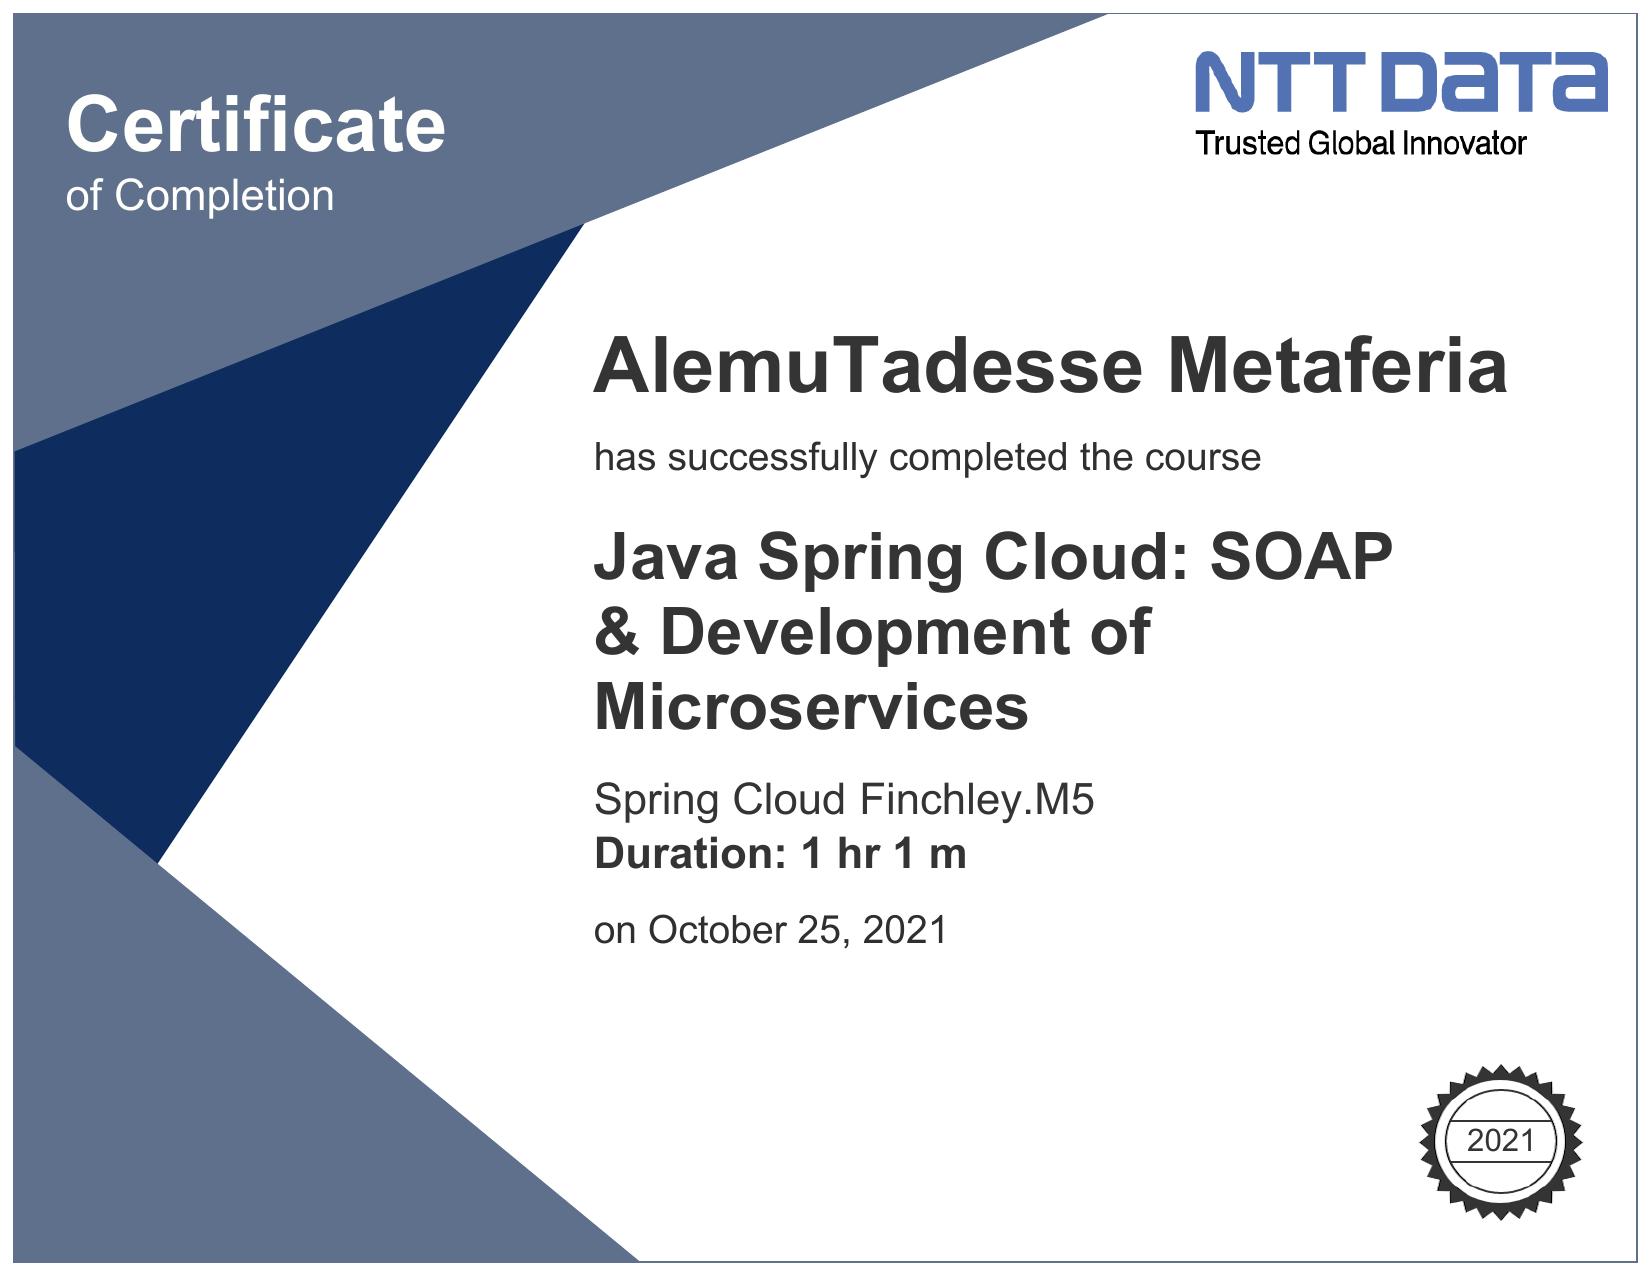 Certificate
of Completion
NTT DATA
Trusted Global Innovator
AlemuTadesse Metaferia
has successfully completed the course
Java Spring Cloud: SOAP
& Development of
Microservices
Spring Cloud Finchley.M5
Duration: 1 hr 1 m
on October 25, 2021
2021